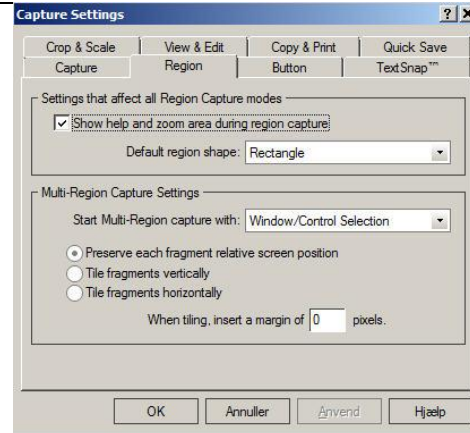 Capture Settings
Crop & Scale View & Edit Copy & Print Quick Save
Capture Region Button TextSnap™
Settings that affect all Region Capture modes
Show help and zoom area during region capture
Default region shape: Rectangle
Multi-Region Capture Settings
Start Multi-Region capture with: Window/Control Selection
Preserve each fragment relative screen position
Tile fragments vertically
Tile fragments horizontally
When tiling, insert a margin of 0 pixels.
OK Annuller Anvend Hjælp